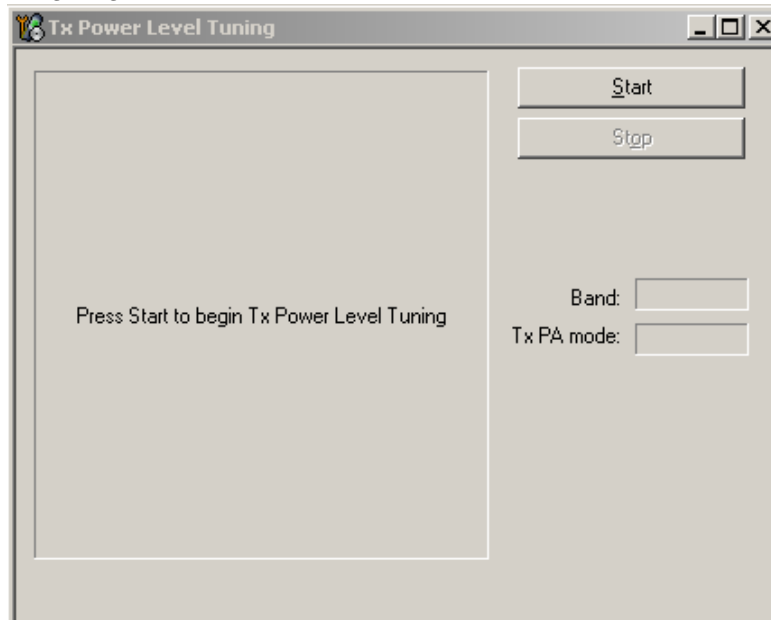 Tx Power Level Tuning
Start
Stop
Press Start to begin Tx Power Level Tuning
Band:
Tx PA mode: